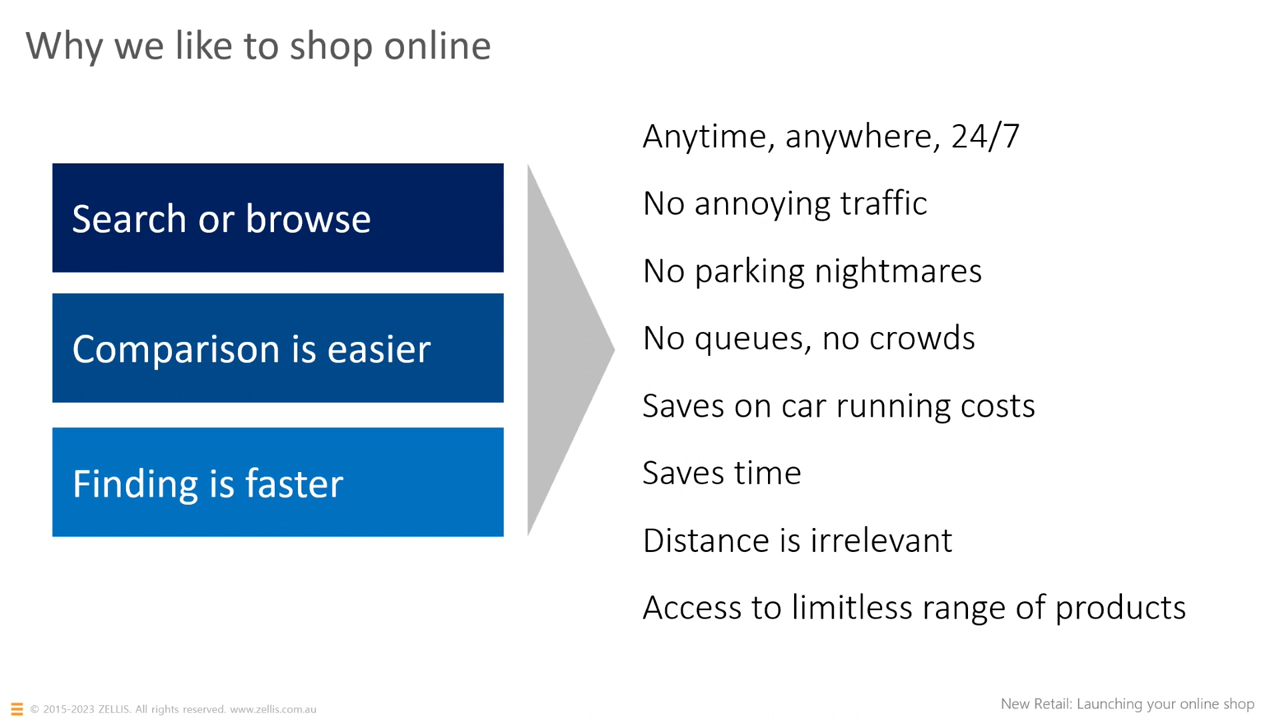 Why we like to shop online
Search or browse
Comparison is easier
Finding is faster
Anytime, anywhere, 24/7
No annoying traffic
No parking nightmares
No queues, no crowds
Saves on car running costs
Saves time
Distance is irrelevant
Access to limitless range of products
© 2015-2023 ZELLIS. All rights reserved. www.zellis.com.au
New Retail: Launching your online shop